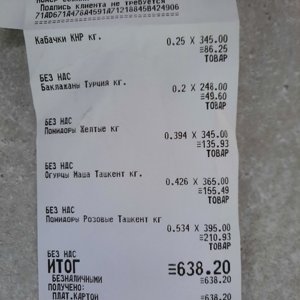 Подпись клиента не требуется
71AD671A478A4591A71218845B424906
Кабачки КНР кг.
0.25 X 345.00
≡86.25
ТОВАР
БЕЗ НДС
Баклажаны Турция кг.
0.2 X 248.00
≡49.60
ТОВАР
БЕЗ НДС
Помидоры Желтые кг
0.394 X 345.00
≡135.93
ТОВАР
БЕЗ НДС
Огурцы Маша Ташкент кг.
0.426 X 365.00
≡155.49
ТОВАР
БЕЗ НДС
Помидоры Розовые Ташкент кг
0.534 X 395.00
≡210.93
ТОВАР
БЕЗ НДС
ИТОГ ≡638.20
БЕЗНАЛИЧНЫМИ ≡638.20
ПОЛУЧЕНО:
ПЛАТ.КАРТОЙ ≡638.20